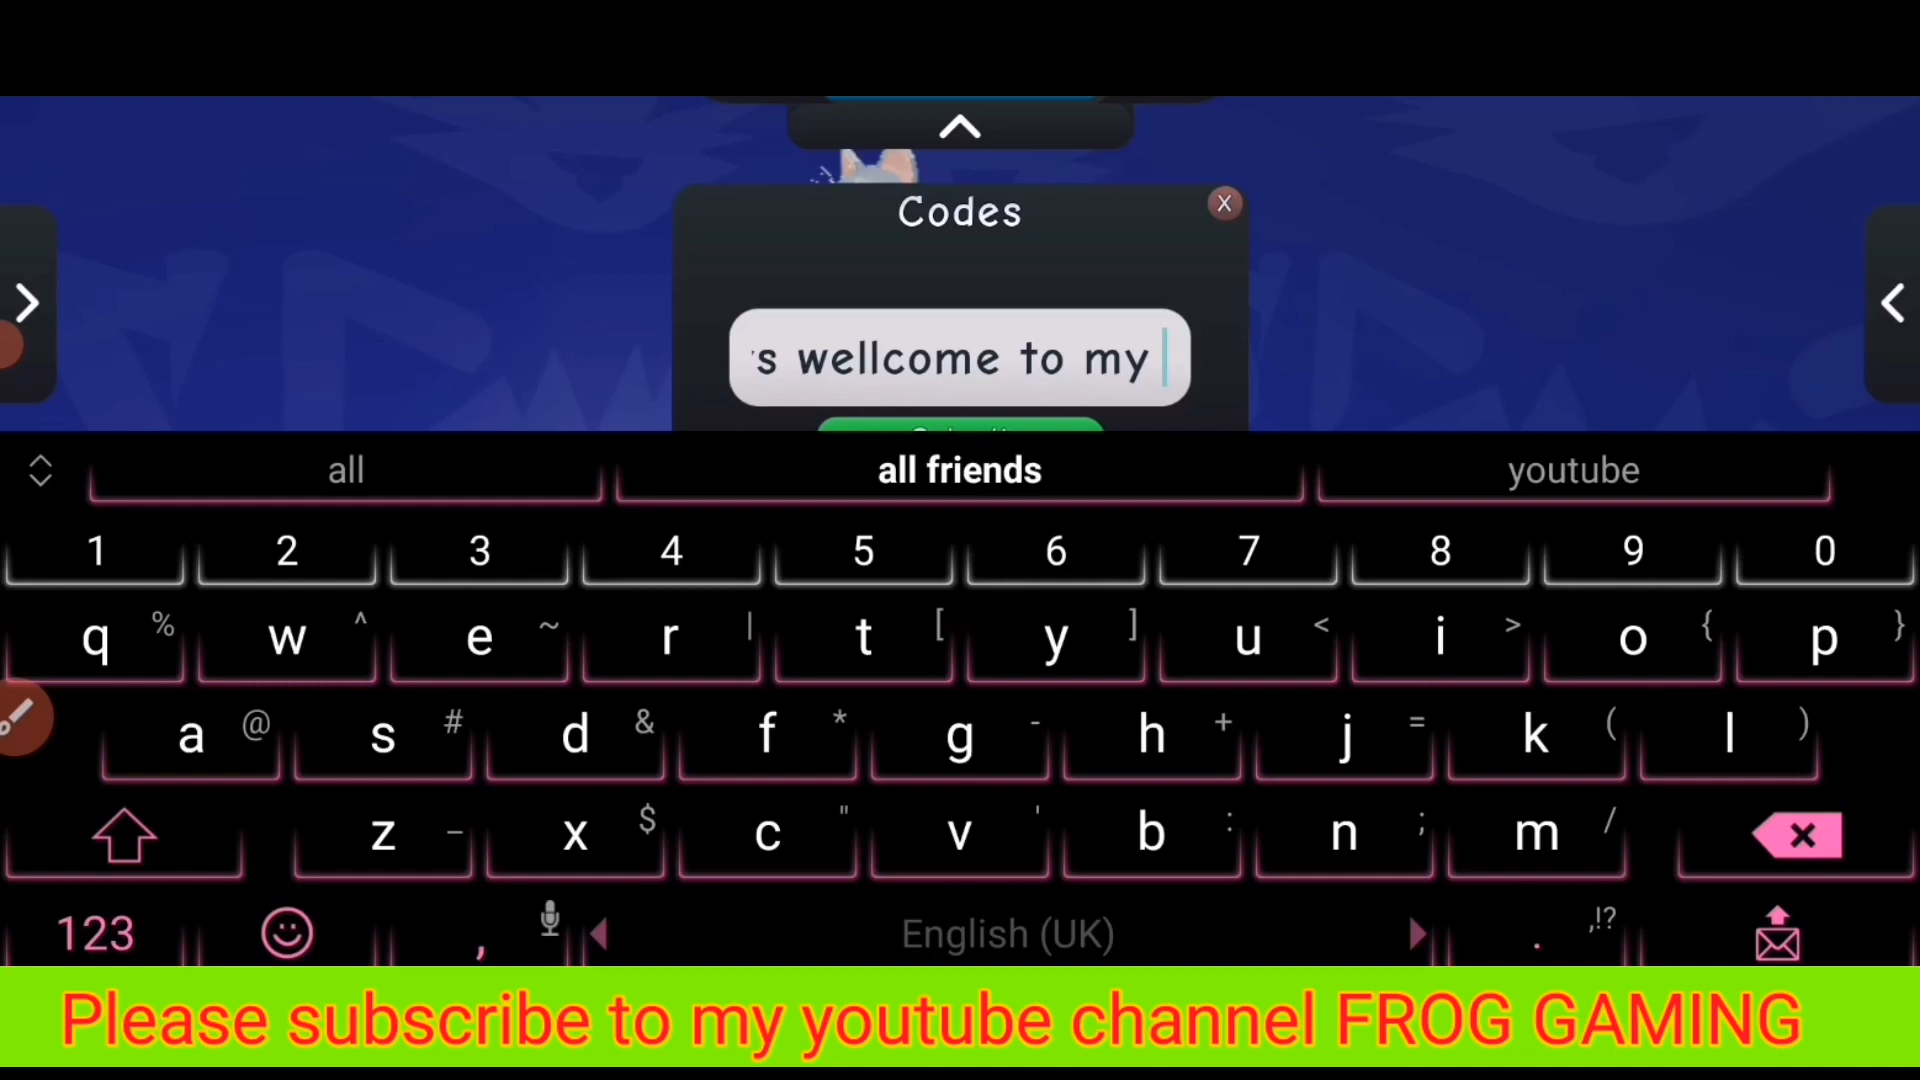 Codes
X
s wellcome to my
all all friends youtube
1 2 3 4 5 6 7 8 9 0
q % w ^ e ~ r | t [ y ] u < i > o { p }
a @ s # d & f * g - h + j = k ( l )
z _ x $ c " v ' b : n ; m /
123 , English (UK) . ,!?
Please subscribe to my youtube channel FROG GAMING